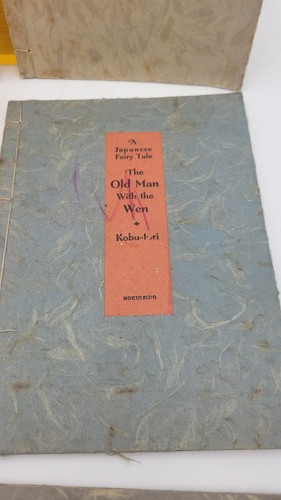 A
Japanese
Fairy Tale
The
Old Man
With the
Wen
Kobu-tori
HOKUSEIDO